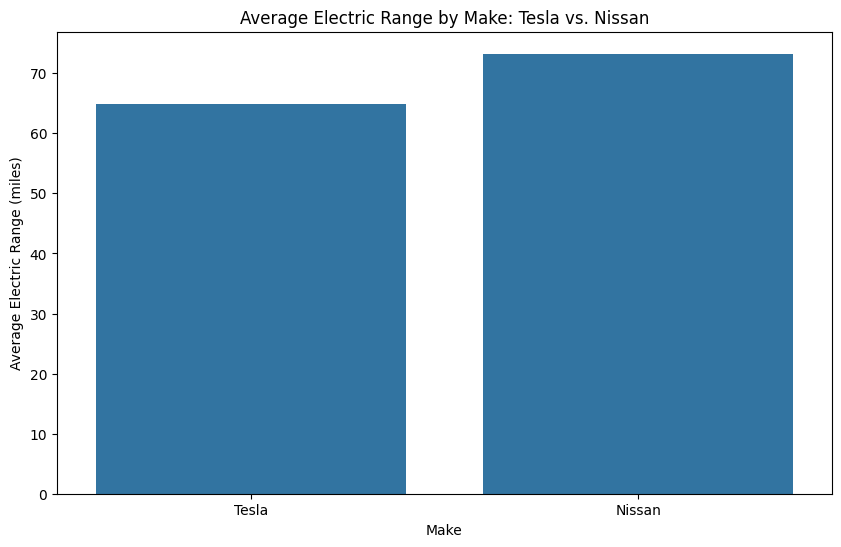 Average Electric Range by Make: Tesla vs. Nissan
Average Electric Range (miles)
70
60
50
40
30
20
10
0
Tesla
Nissan
Make